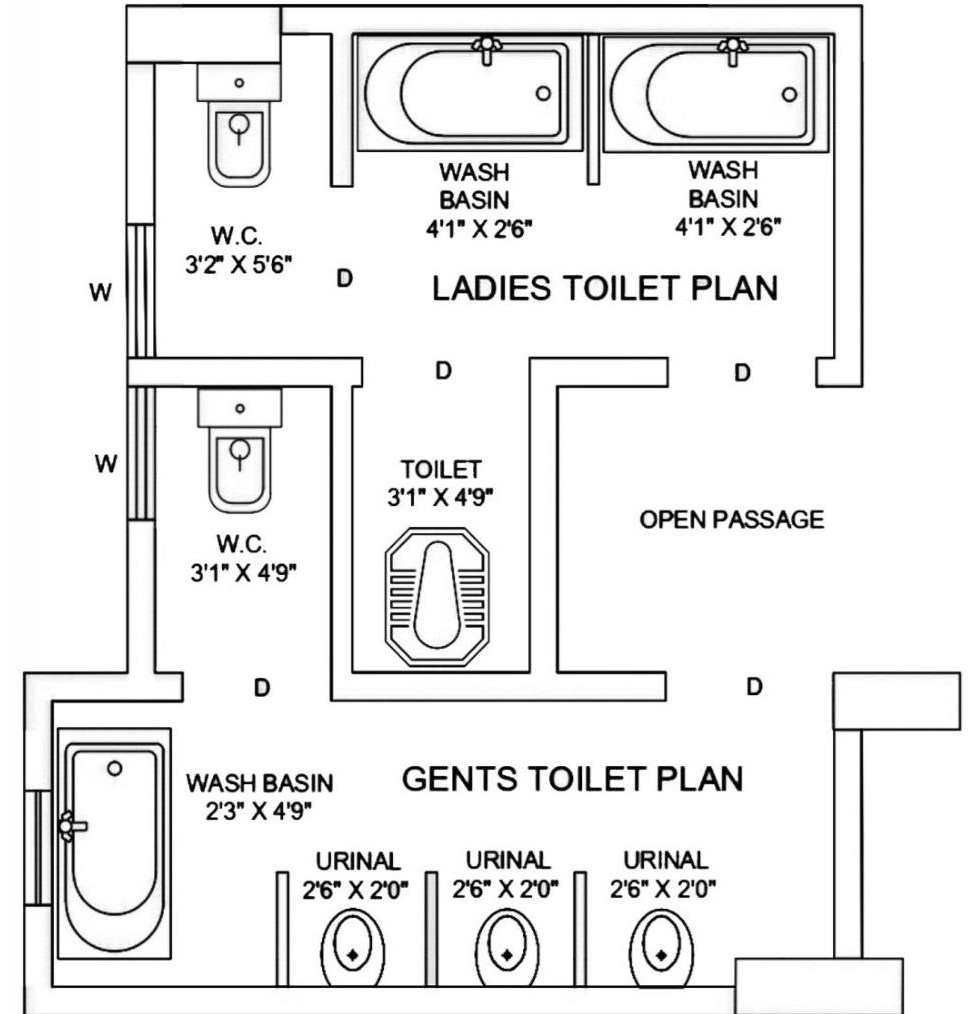 WASH
BASIN
4'1" X 2'6"
WASH
BASIN
4'1" X 2'6"
W.C.
3'2" X 5'6"
D
W
LADIES TOILET PLAN
D
D
W
TOILET
3'1" X 4'9"
OPEN PASSAGE
W.C.
3'1" X 4'9"
D
D
WASH BASIN
2'3" X 4'9"
GENTS TOILET PLAN
URINAL
2'6" X 2'0"
URINAL
2'6" X 2'0"
URINAL
2'6" X 2'0"